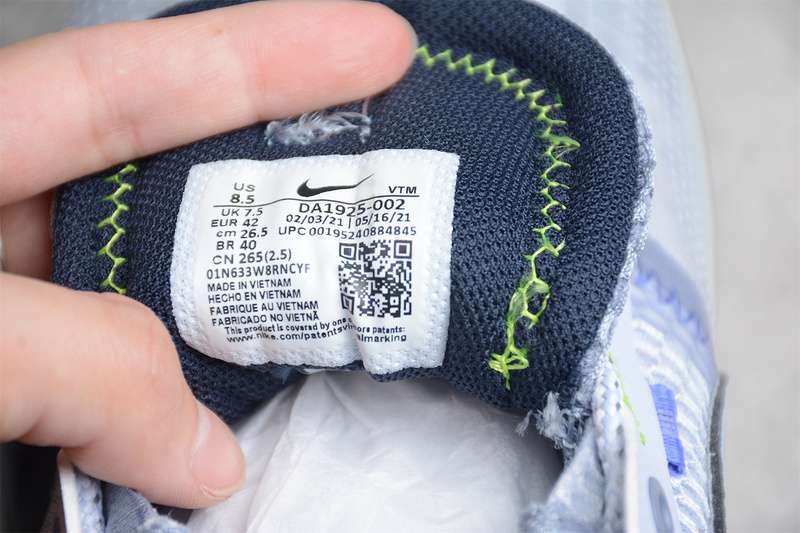 US
8.5
VTM
UK 7.5
DA1925-002
EUR 42
02/03/21 | 05/16/21
cm 26.5
UPC 00195240884845
BR 40
CN 265(2.5)
01N633W8RNCYF
MADE IN VIETNAM
HECHO EN VIETNAM
FABRIQUE AU VIETNAM
FABRICADO NO VIETNÃ
This product is covered by one more patents:
www.nike.com/patents